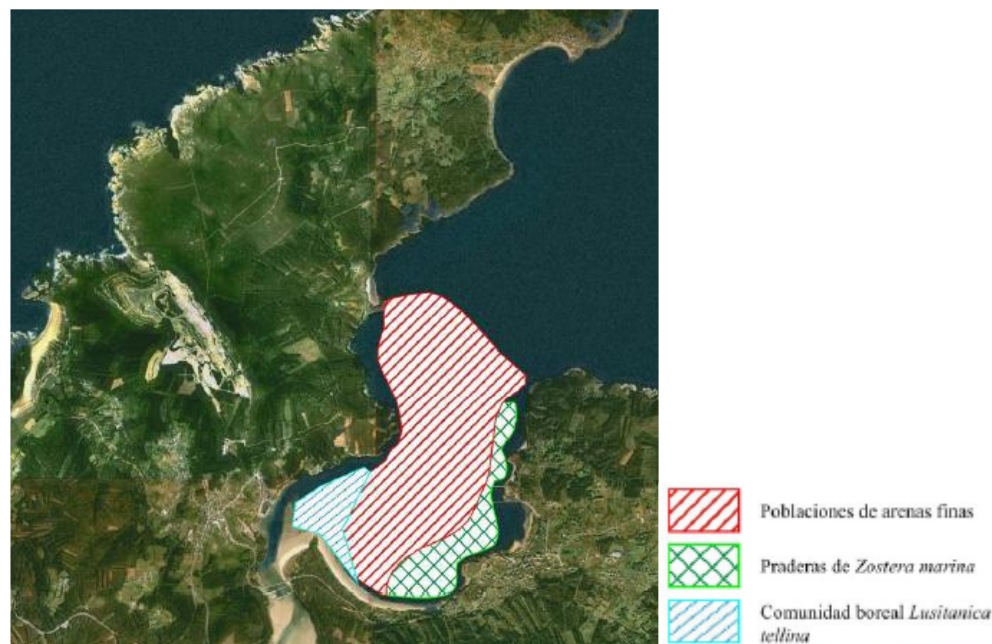 Poblaciones de arenas finas
Praderas de Zostera marina
Comunidad boreal Lusitanica
tellina